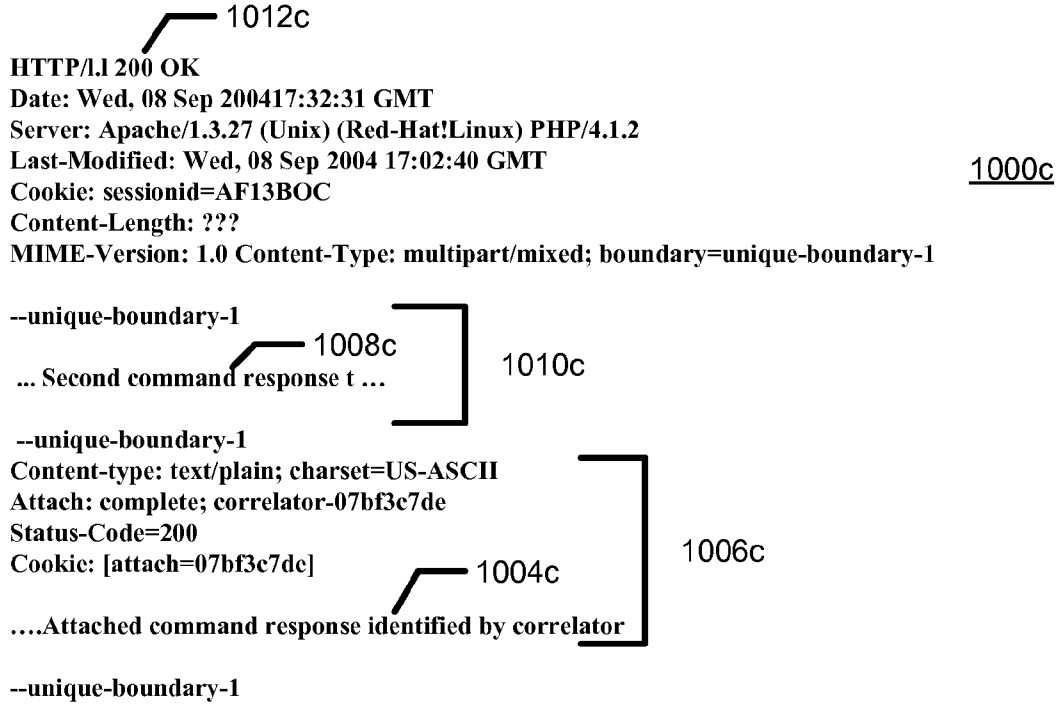 1012c
HTTP/l.l 200 OK
Date: Wed, 08 Sep 200417:32:31 GMT
Server: Apache/1.3.27 (Unix) (Red-Hat!Linux) PHP/4.1.2
Last-Modified: Wed, 08 Sep 2004 17:02:40 GMT
1000c
Cookie: sessionid=AF13BOC
Content-Length: ???
MIME-Version: 1.0 Content-Type: multipart/mixed; boundary=unique-boundary-1
--unique-boundary-1
1008c
1010c
... Second command response t ...
--unique-boundary-1
Content-type: text/plain; charset=US-ASCII
Attach: complete; correlator-07bf3c7de
Status-Code=200
1006c
Cookie: [attach=07bf3c7de]
1004c
....Attached command response identified by correlator
--unique-boundary-1